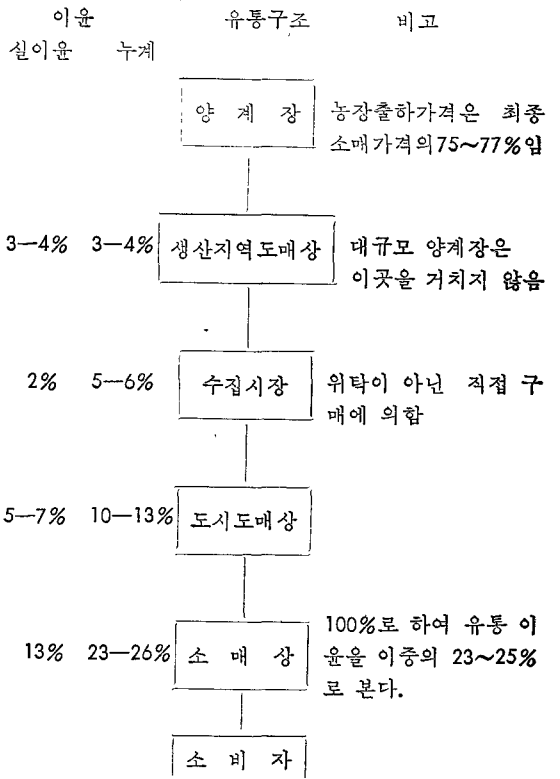 이윤 유통구조 비고
실이윤 누계
양 계 장 농장출하가격은 최종
소매가격의 75~77%임
3—4% 3—4% 생산지역도매상 대규모 양계장은
이곳을 거치지 않음
2% 5—6% 수집시장 위탁이 아닌 직접 구
매에 의함
5—7% 10—13% 도시도매상
13% 23—26% 소 매 상 100%로 하여 유통 이
윤을 이중의 23~25%
로 본다.
소 비 자